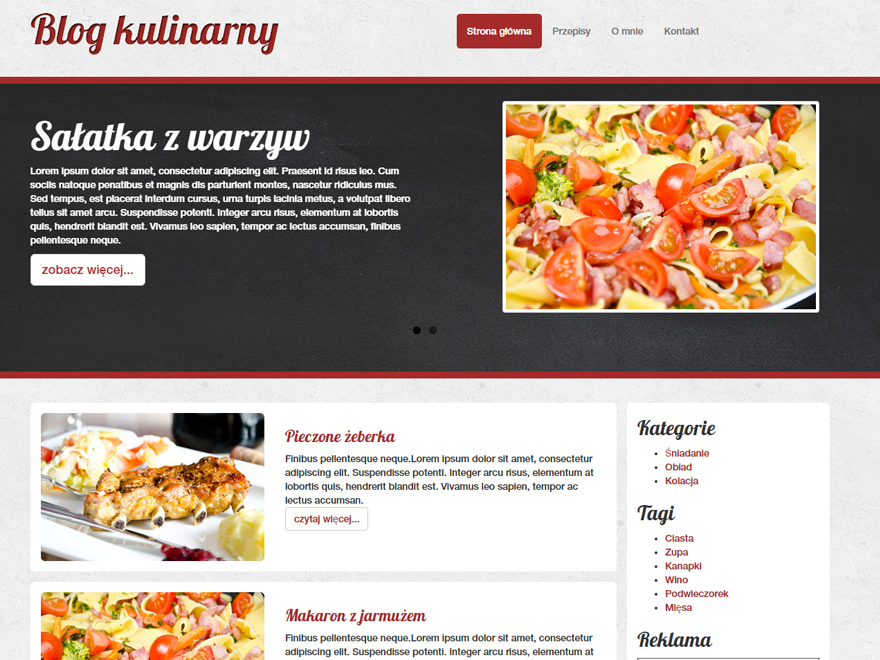 Blog kulinarny
Strona główna Przepisy O mnie Kontakt
Sałatka z warzyw
Lorem ipsum dolor sit amet, consectetur adipiscing elit. Praesent id risus leo. Cum
sociis natoque penatibus et magnis dis parturient montes, nascetur ridiculus mus.
Sed tempus, est placerat interdum cursus, urna turpis lacinia metus, a volutpat libero
tellus sit amet arcu. Suspendisse potenti. Integer arcu risus, elementum at lobortis
quis, hendrerit blandit est. Vivamus leo sapien, tempor ac lectus accumsan, finibus
pellentesque neque.
zobacz więcej...
Pieczone żeberka
Finibus pellentesque neque.Lorem ipsum dolor sit amet, consectetur
adipiscing elit. Suspendisse potenti. Integer arcu risus, elementum at
lobortis quis, hendrerit blandit est. Vivamus leo sapien, tempor ac
lectus accumsan.
czytaj więcej...
Makaron z jarmużem
Finibus pellentesque neque.Lorem ipsum dolor sit amet, consectetur
adipiscing elit. Suspendisse potenti. Integer arcu risus, elementum at
Kategorie
Śniadanie
Obiad
Kolacja
Tagi
Ciasta
Zupa
Kanapki
Wino
Podwieczorek
Mięsa
Reklama